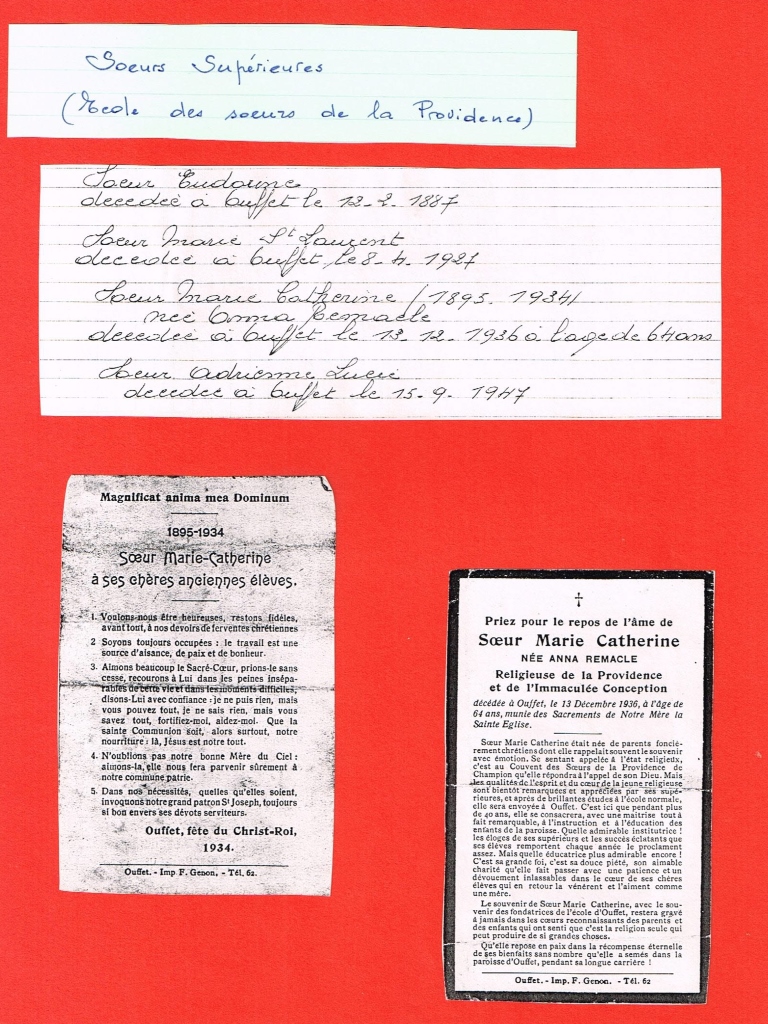 Soeurs Supérieures
(Ecole des soeurs de la Providence)
Soeur Eudoxine
décédée à Ouffet le 12-2-1887
Soeur Marie St Laurent
décédée à Ouffet, le 8-4-1927
Soeur Marie Catherine (1895-1934)
née Anna Remacle
décédée à Ouffet le 13-12-1936 à l'age de 64 ans
Soeur Adrienne Lucie
décédée à Ouffet le 15-9-1947
Magnificat anima mea Dominum
1895-1934
Sœur Marie-Catherine
à ses chères anciennes élèves.
1. Voulons-nous être heureuses, restons fidèles,
avant tout, à nos devoirs de ferventes chrétiennes
2 Soyons toujours occupées : le travail est une
source d'aisance, de paix et de bonheur.
3. Aimons beaucoup le Sacré-Cœur, prions-le sans
cesse, recourons à Lui dans les peines insépa-
rables de cette vie et dans les moments difficiles,
disons-Lui avec confiance : je ne puis rien, mais
vous pouvez tout, je ne sais rien, mais vous
savez tout, fortifiez-moi, aidez-moi. Que la
sainte Communion soit, alors surtout, notre
nourriture : là, Jésus est notre tout.
4. N'oublions pas notre bonne Mère du Ciel :
aimons-la, elle nous fera parvenir sûrement à
notre commune patrie.
5. Dans nos nécessités, quelles qu'elles soient,
invoquons notre grand patron St Joseph, toujours
si bon envers ses dévots serviteurs.
Ouffet, fête du Christ-Roi,
1934.
Ouffet. - Imp F. Genon. - Tél. 62.
†
Priez pour le repos de l'âme de
Sœur Marie Catherine
NÉE ANNA REMACLE
Religieuse de la Providence
et de l'Immaculée Conception
décédée à Ouffet, le 13 Décembre 1936, à l'âge de
64 ans, munie des Sacrements de Notre Mère la
Sainte Eglise.
Sœur Marie Catherine était née de parents fonciè-
rement chrétiens dont elle rappelait souvent le souvenir
avec émotion. Se sentant appelée à l'état religieux,
c'est au Couvent des Sœurs de la Providence de
Champion qu'elle répondra à l'appel de son Dieu. Mais
les qualités de l'esprit et du cœur de la jeune religieuse
sont bientôt remarquées et appréciées par ses supé-
rieures, et après de brillantes études à l'école normale,
elle sera envoyée à Ouffet. C'est ici que pendant plus
de 40 ans, elle se consacrera, avec une maîtrise tout à
fait remarquable, à l'instruction et à l'éducation des
enfants de la paroisse. Quelle admirable institutrice !
les éloges de ses supérieurs et les succès éclatants que
ses élèves remportent chaque année le proclament
assez. Mais quelle éducatrice plus admirable encore !
C'est sa grande foi, c'est sa douce piété, son aimable
charité qu'elle fait passer avec une patience et un
dévouement inlassables dans le cœur de ses chères
élèves qui en retour la vénèrent et l'aiment comme
une mère.
Le souvenir de Sœur Marie Catherine, avec le sou-
venir des fondatrices de l'école d'Ouffet, restera gravé
à jamais dans les cœurs reconnaissants des parents et
des enfants qui ont senti que c'est la religion seule qui
peut produire de si grandes choses.
Qu'elle repose en paix dans la récompense éternelle
de ses bienfaits sans nombre qu'elle a semés dans la
paroisse d'Ouffet, pendant sa longue carrière !
Ouffet. - Imp. F. Genon. - Tél. 62